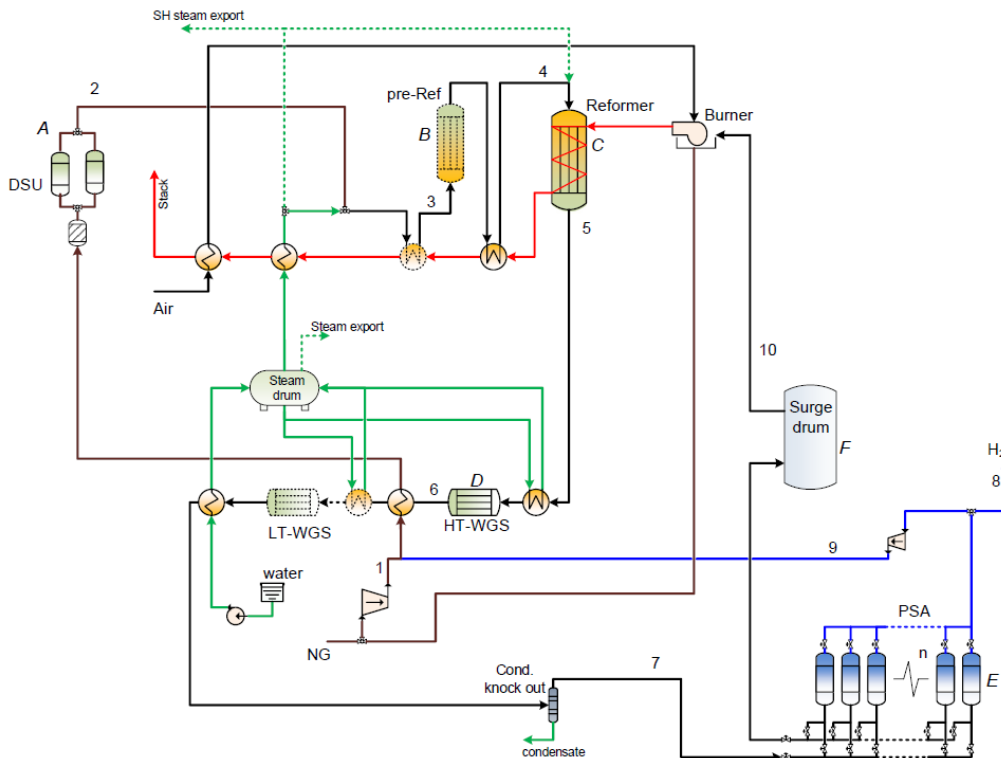 SH steam export
2
4
A
pre-Ref
Reformer
Burner
B
C
DSU
Stack
3
5
Air
Steam export
10
Steam
drum
Surge
drum
F
H₂
8
D
6
LT-WGS
HT-WGS
9
1
water
PSA
NG
n
7
E
Cond.
knock out
condensate